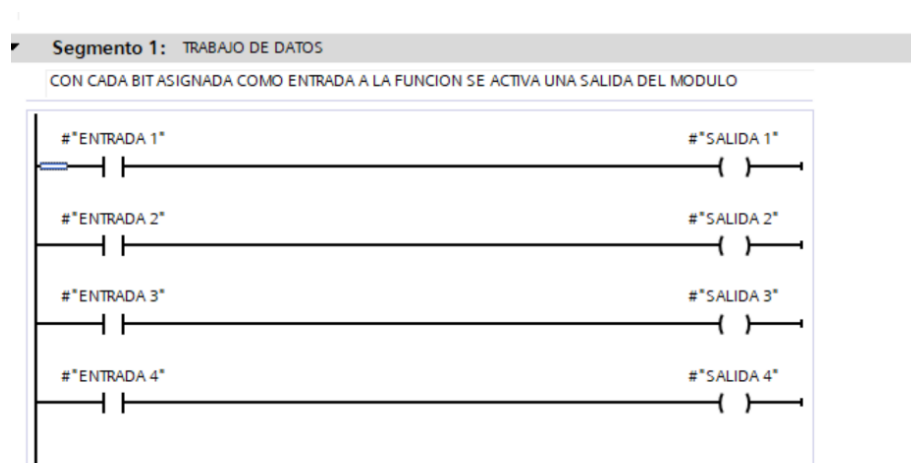 Segmento 1: TRABAJO DE DATOS
CON CADA BIT ASIGNADA COMO ENTRADA A LA FUNCION SE ACTIVA UNA SALIDA DEL MODULO
#"ENTRADA 1" #"SALIDA 1"
#"ENTRADA 2" #"SALIDA 2"
#"ENTRADA 3" #"SALIDA 3"
#"ENTRADA 4" #"SALIDA 4"